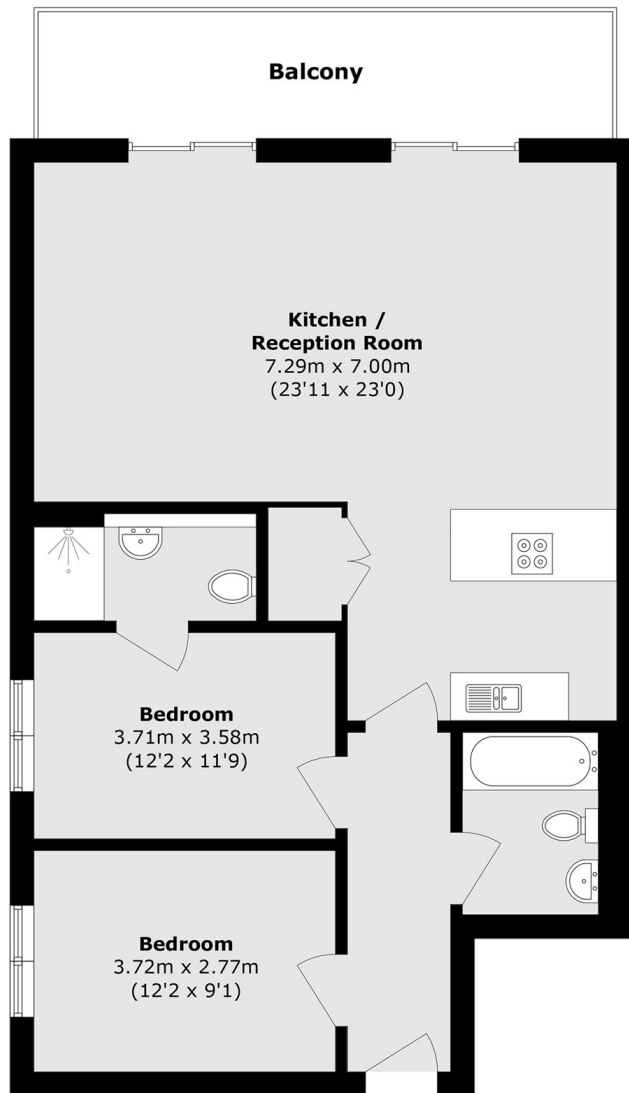 Balcony
Kitchen /
Reception Room
7.29m x 7.00m
(23'11 x 23'0)
Bedroom
3.71m x 3.58m
(12'2 x 11'9)
Bedroom
3.72m x 2.77m
(12'2 x 9'1)